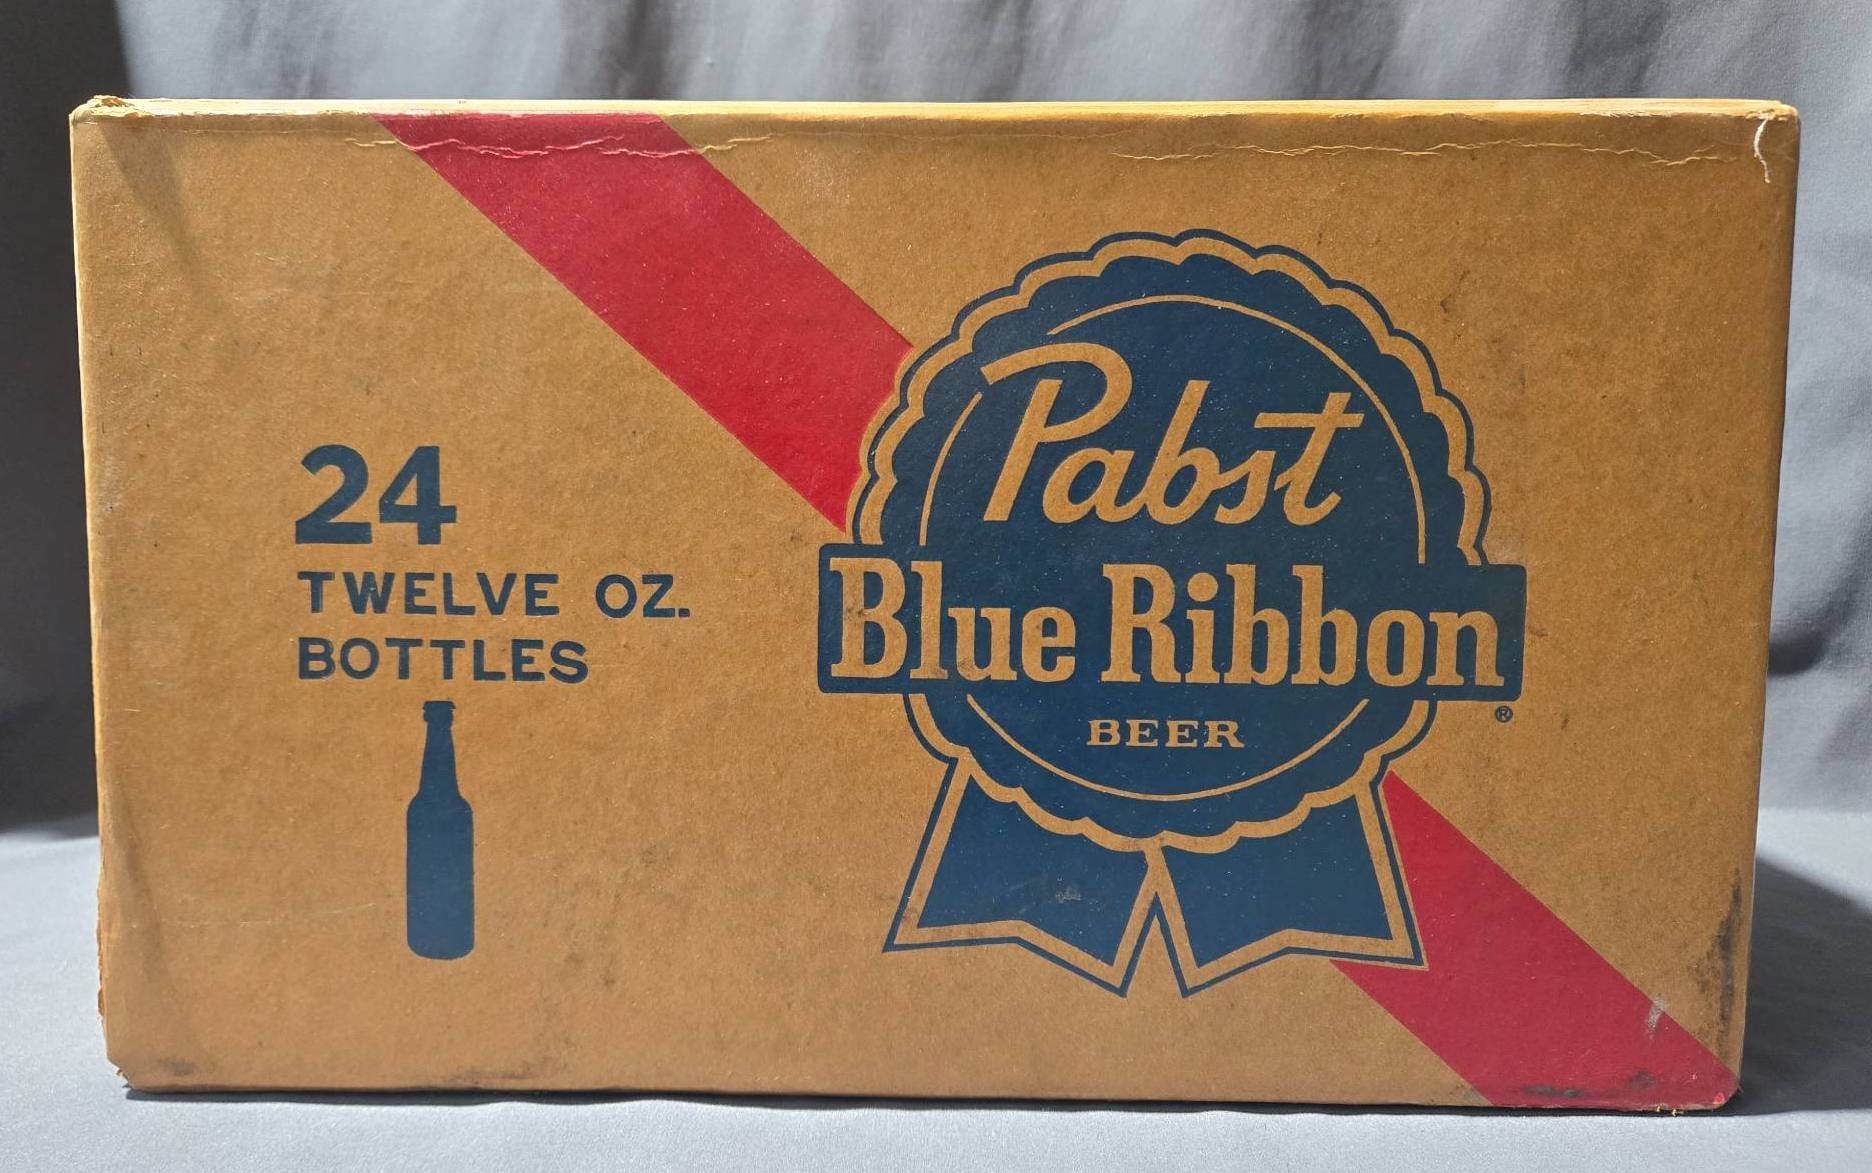 24
TWELVE OZ.
BOTTLES
Pabst
Blue Ribbon
BEER
®